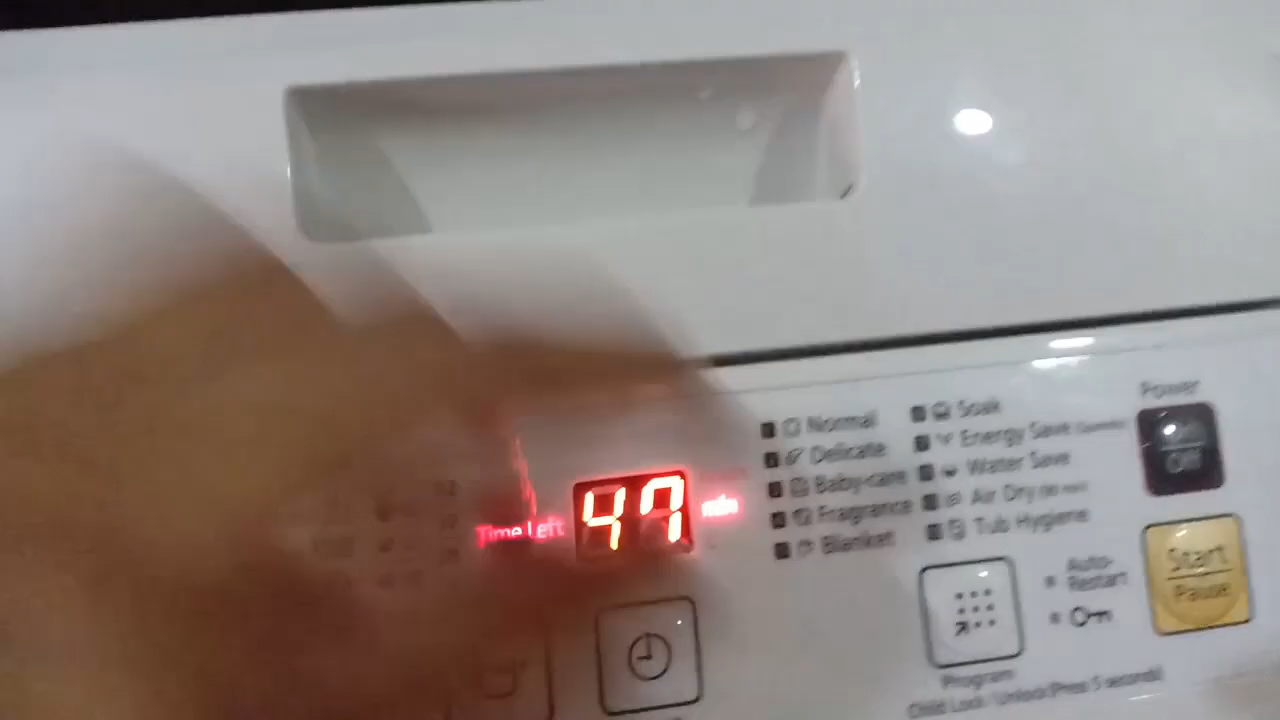 Time Left 47 min
Normal
Delicate
Baby-care
Fragrance
Blanket
Soak
Energy Save
Water Save
Air Dry
Tub Hygiene
Power
Off
Start
Pause
Auto-
Restart
Program
Child Lock / Unlock (Press 5 seconds)